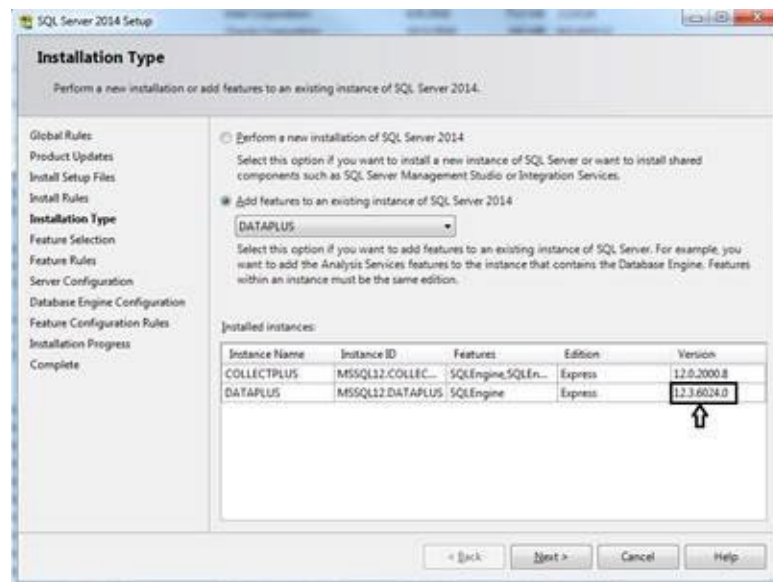 SQL Server 2014 Setup
Installation Type
Perform a new installation or add features to an existing instance of SQL Server 2014.
Global Rules
Product Updates
Install Setup Files
Install Rules
Installation Type
Feature Selection
Feature Rules
Server Configuration
Database Engine Configuration
Feature Configuration Rules
Installation Progress
Complete
Perform a new installation of SQL Server 2014
Select this option if you want to install a new instance of SQL Server or want to install shared
components such as SQL Server Management Studio or Integration Services.
Add features to an existing instance of SQL Server 2014
DATAPLUS
Select this option if you want to add features to an existing instance of SQL Server. For example, you
want to add the Analysis Services features to the instance that contains the Database Engine. Features
within an instance must be the same edition.
Installed instances:
Instance Name Instance ID Features Edition Version
COLLECTPLUS MSSQL12.COLLEC... SQLEngine,SQLEn... Express 12.0.2000.8
DATAPLUS MSSQL12.DATAPLUS SQLEngine Express 12.3.6024.0
< Back Next > Cancel Help